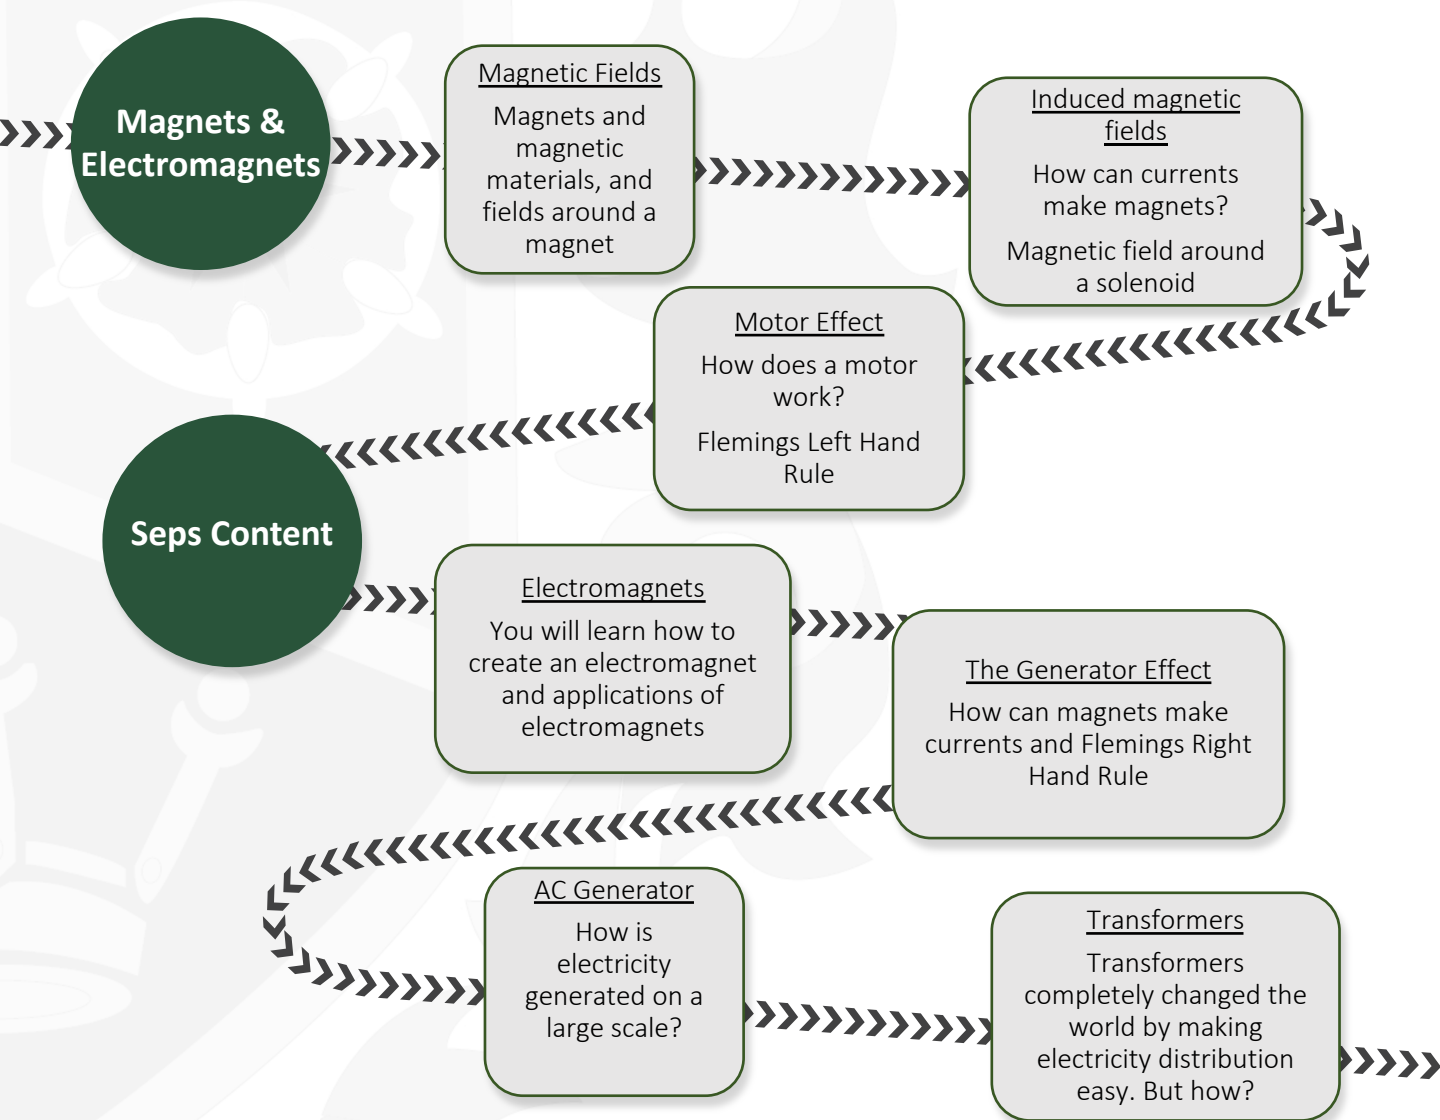 Magnets &
Electromagnets
Magnetic Fields
Magnets and
magnetic
materials, and
fields around a
magnet
Induced magnetic
fields
How can currents
make magnets?
Magnetic field around
a solenoid
Motor Effect
How does a motor
work?
Flemings Left Hand
Rule
Seps Content
Electromagnets
You will learn how to
create an electromagnet
and applications of
electromagnets
The Generator Effect
How can magnets make
currents and Flemings Right
Hand Rule
AC Generator
How is
electricity
generated on a
large scale?
Transformers
Transformers
completely changed the
world by making
electricity distribution
easy. But how?